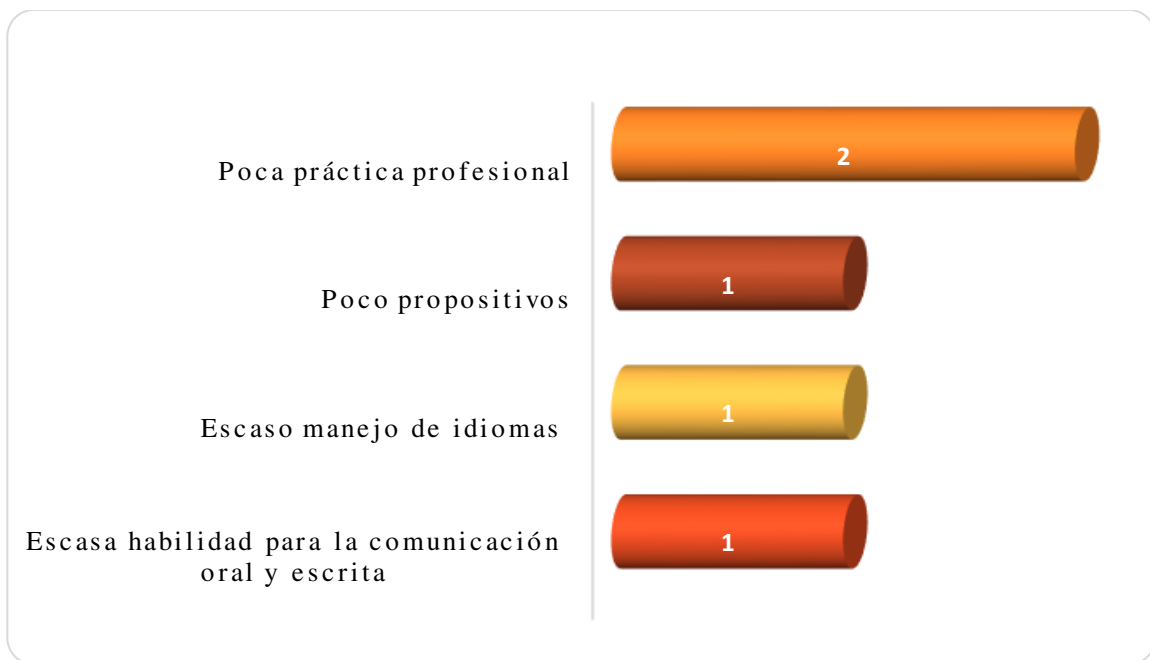 Poca práctica profesional
2
Poco propositivos
1
Escaso manejo de idiomas
1
Escasa habilidad para la comunicación
oral y escrita
1